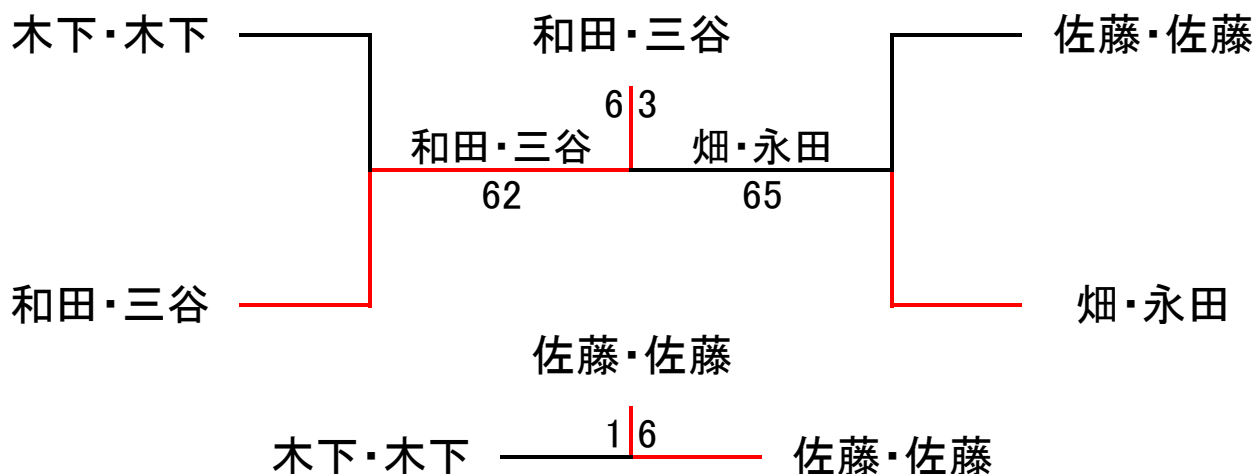 木下・木下
和田・三谷
佐藤・佐藤
6 3
和田・三谷
畑・永田
62
65
和田・三谷
畑・永田
佐藤・佐藤
1 6
木下・木下
佐藤・佐藤